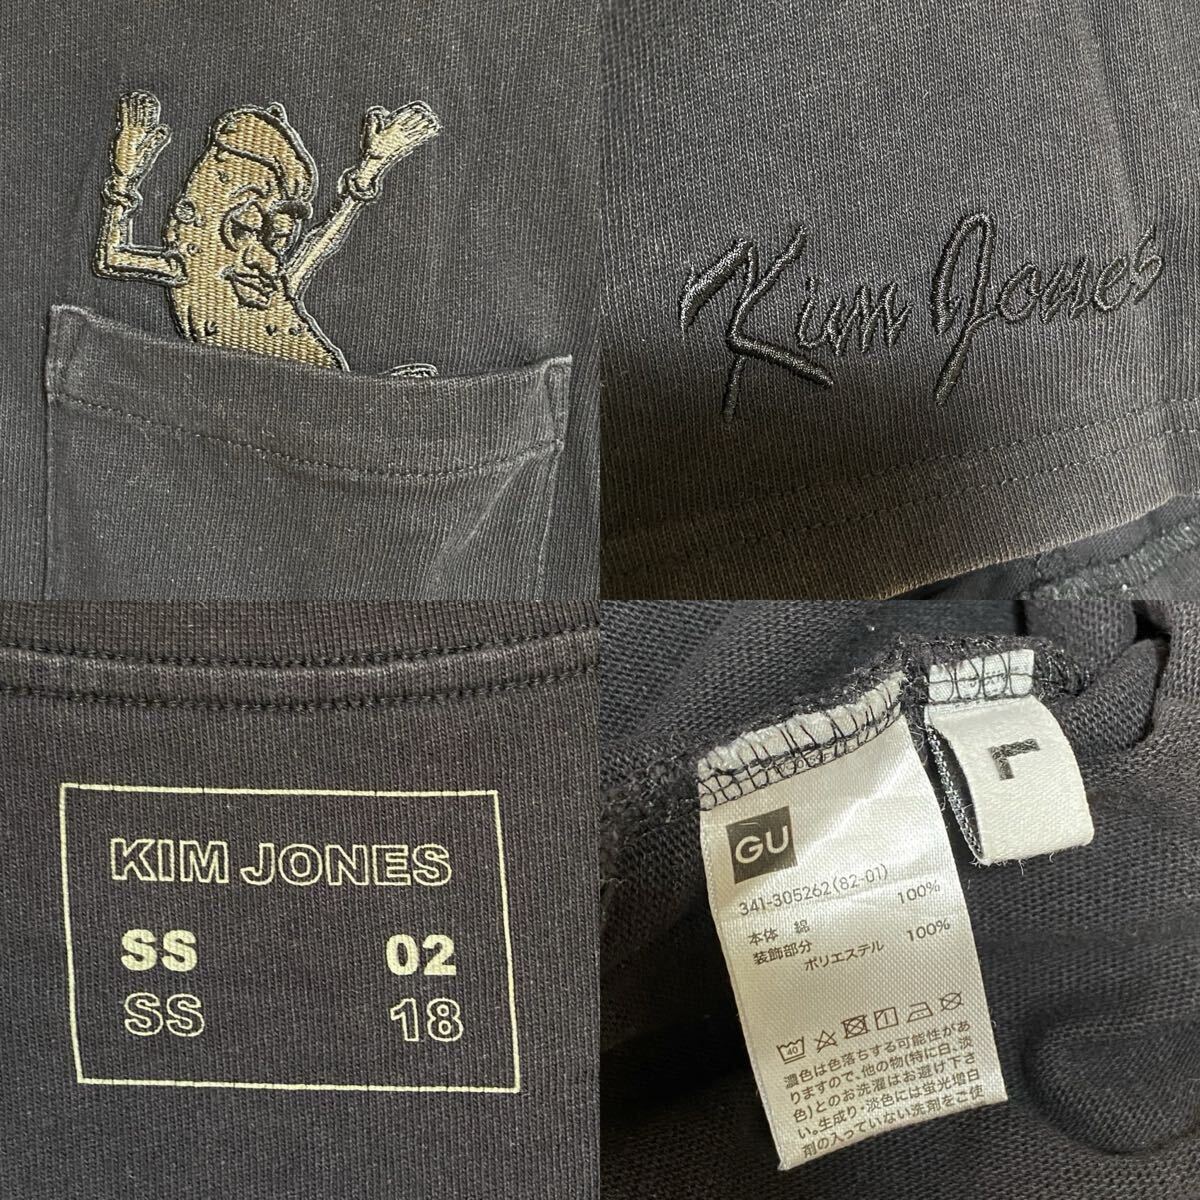 Kim Jones
KIM JONES
SS 02
SS 18
L
GU
341-305262(82-01)
本体 綿 100%
装飾部分
ポリエステル 100%
40
濃色は色落ちする可能性があ
りますので、他の物(特に白、淡
色)とのお洗濯はお避け下さ
い。生成り・淡色には蛍光増白
剤の入っていない洗剤をご使